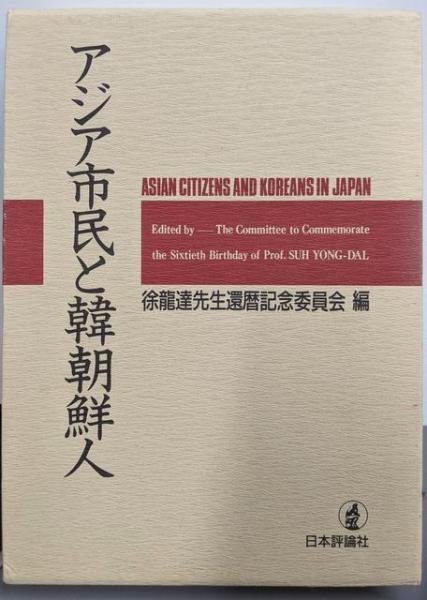 アジア市民と韓朝鮮人
ASIAN CITIZENS AND KOREANS IN JAPAN
Edited by — The Committee to Commemorate
the Sixtieth Birthday of Prof. SUH YONG-DAL
徐龍達先生還暦記念委員会 編
日本評論社